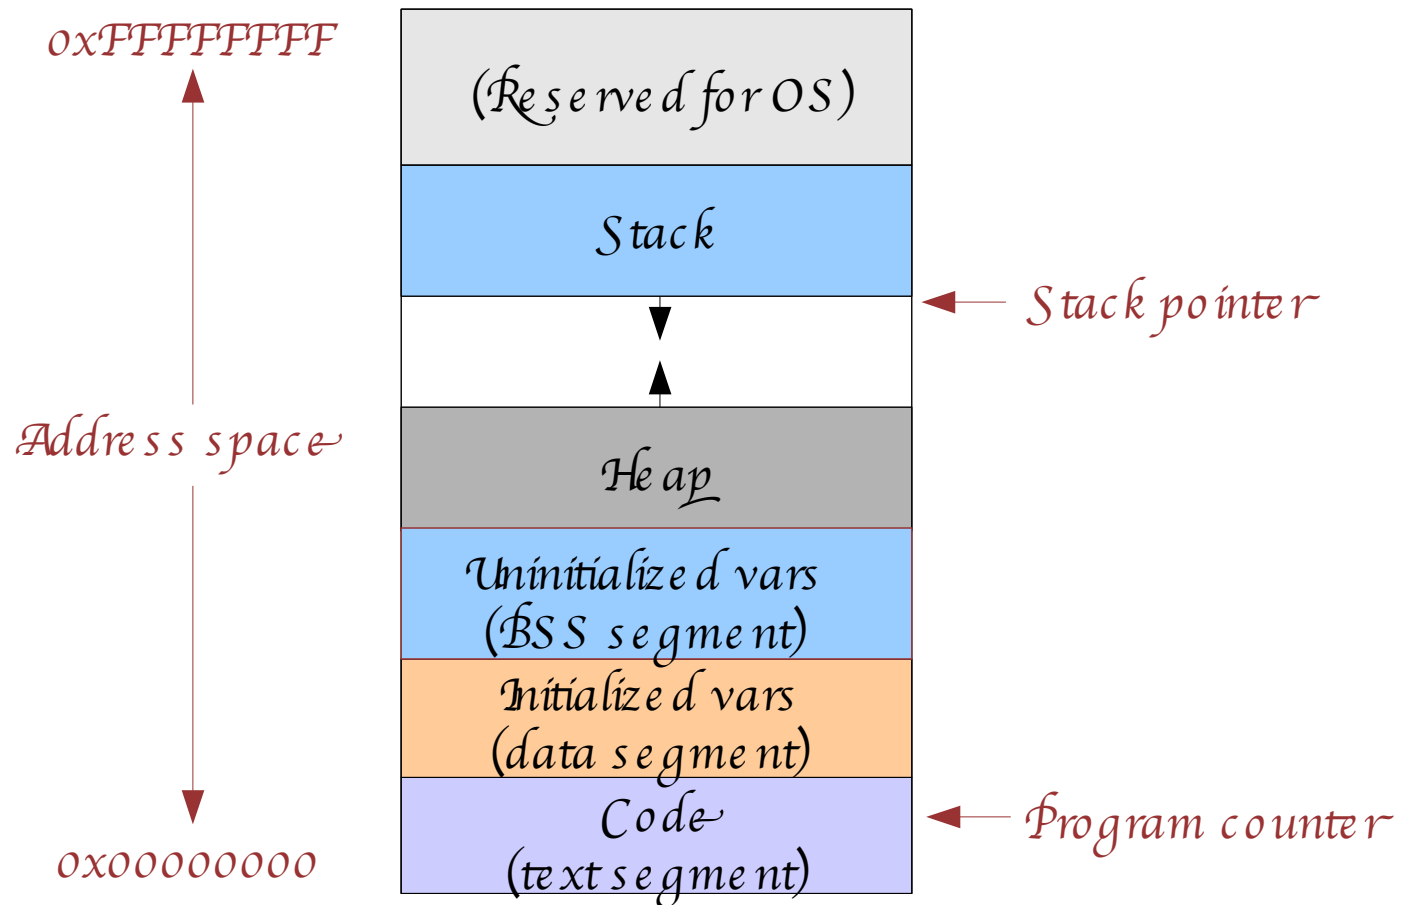 0xFFFFFFFF
(Reserved for OS)
Stack
Stack pointer
Address space
Heap
Uninitialized vars
(BSS segment)
Initialized vars
(data segment)
Code
(text segment)
Program counter
0x00000000